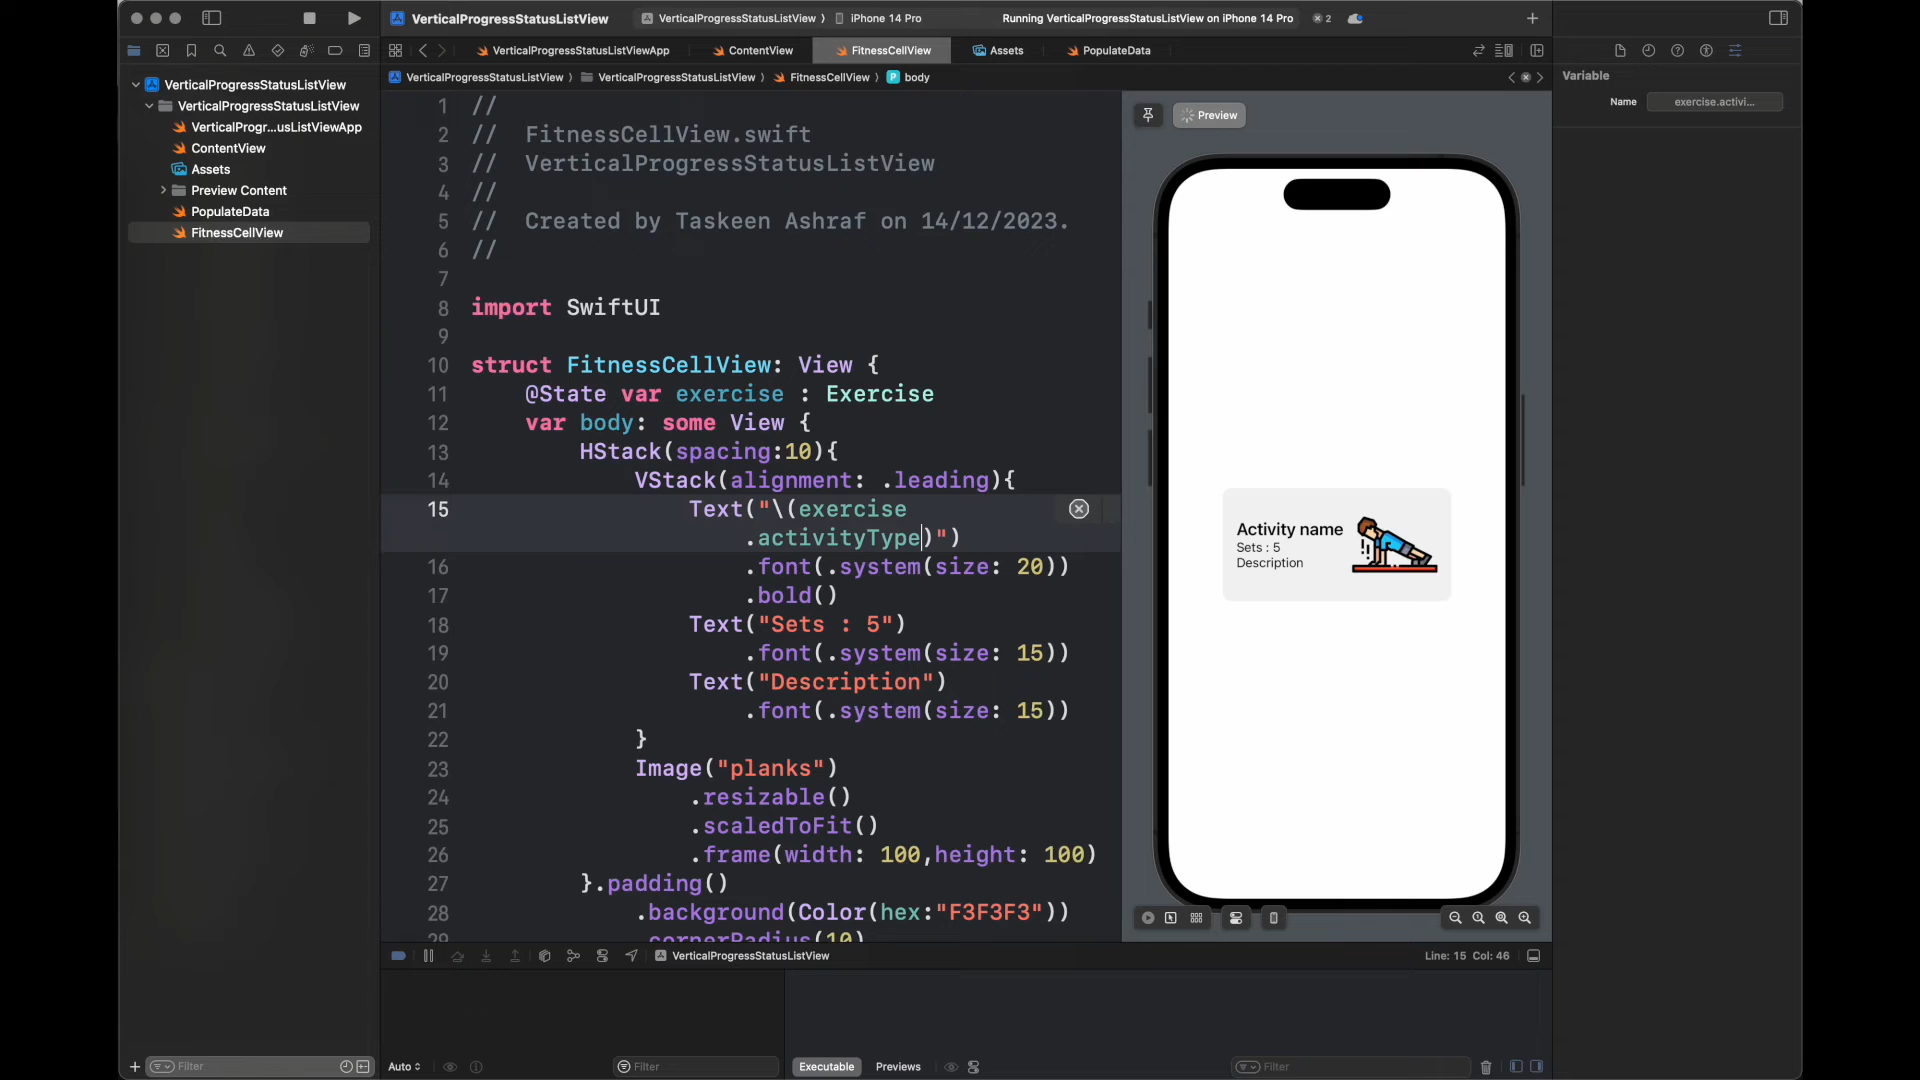 VerticalProgressStatusListView
VerticalProgressStatusListView
iPhone 14 Pro
Running VerticalProgressStatusListView on iPhone 14 Pro
2
VerticalProgressStatusListViewApp
ContentView
FitnessCellView
Assets
PopulateData
VerticalProgressStatusListView
VerticalProgressStatusListView
FitnessCellView
P body
VerticalProgressStatusListView
VerticalProgressStatusListView
VerticalProgr...usListViewApp
ContentView
Assets
Preview Content
PopulateData
FitnessCellView
1 //
2 // FitnessCellView.swift
3 // VerticalProgressStatusListView
4 //
5 // Created by Taskeen Ashraf on 14/12/2023.
6 //
7
8 import SwiftUI
9
10 struct FitnessCellView: View {
11 @State var exercise : Exercise
12 var body: some View {
13 HStack(spacing:10){
14 VStack(alignment: .leading){
15 Text("\(exercise
.activityType)")
16 .font(.system(size: 20))
17 .bold()
18 Text("Sets : 5")
19 .font(.system(size: 15))
20 Text("Description")
21 .font(.system(size: 15))
22 }
23 Image("planks")
24 .resizable()
25 .scaledToFit()
26 .frame(width: 100,height: 100)
27 }.padding()
28 .background(Color(hex:"F3F3F3"))
29 .cornerRadius(10)
Preview
Activity name
Sets : 5
Description
Variable
Name
exercise.activi...
VerticalProgressStatusListView
Line: 15 Col: 46
Filter
Auto
Filter
Executable
Previews
Filter